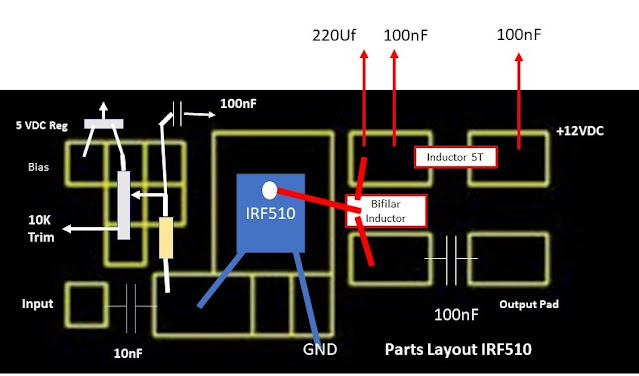 220Uf 100nF 100nF
100nF
5 VDC Reg
+12VDC
Bias
Inductor 5T
IRF510
Bifilar
Inductor
10K
Trim
Input
Output Pad
100nF
10nF
GND
Parts Layout IRF510